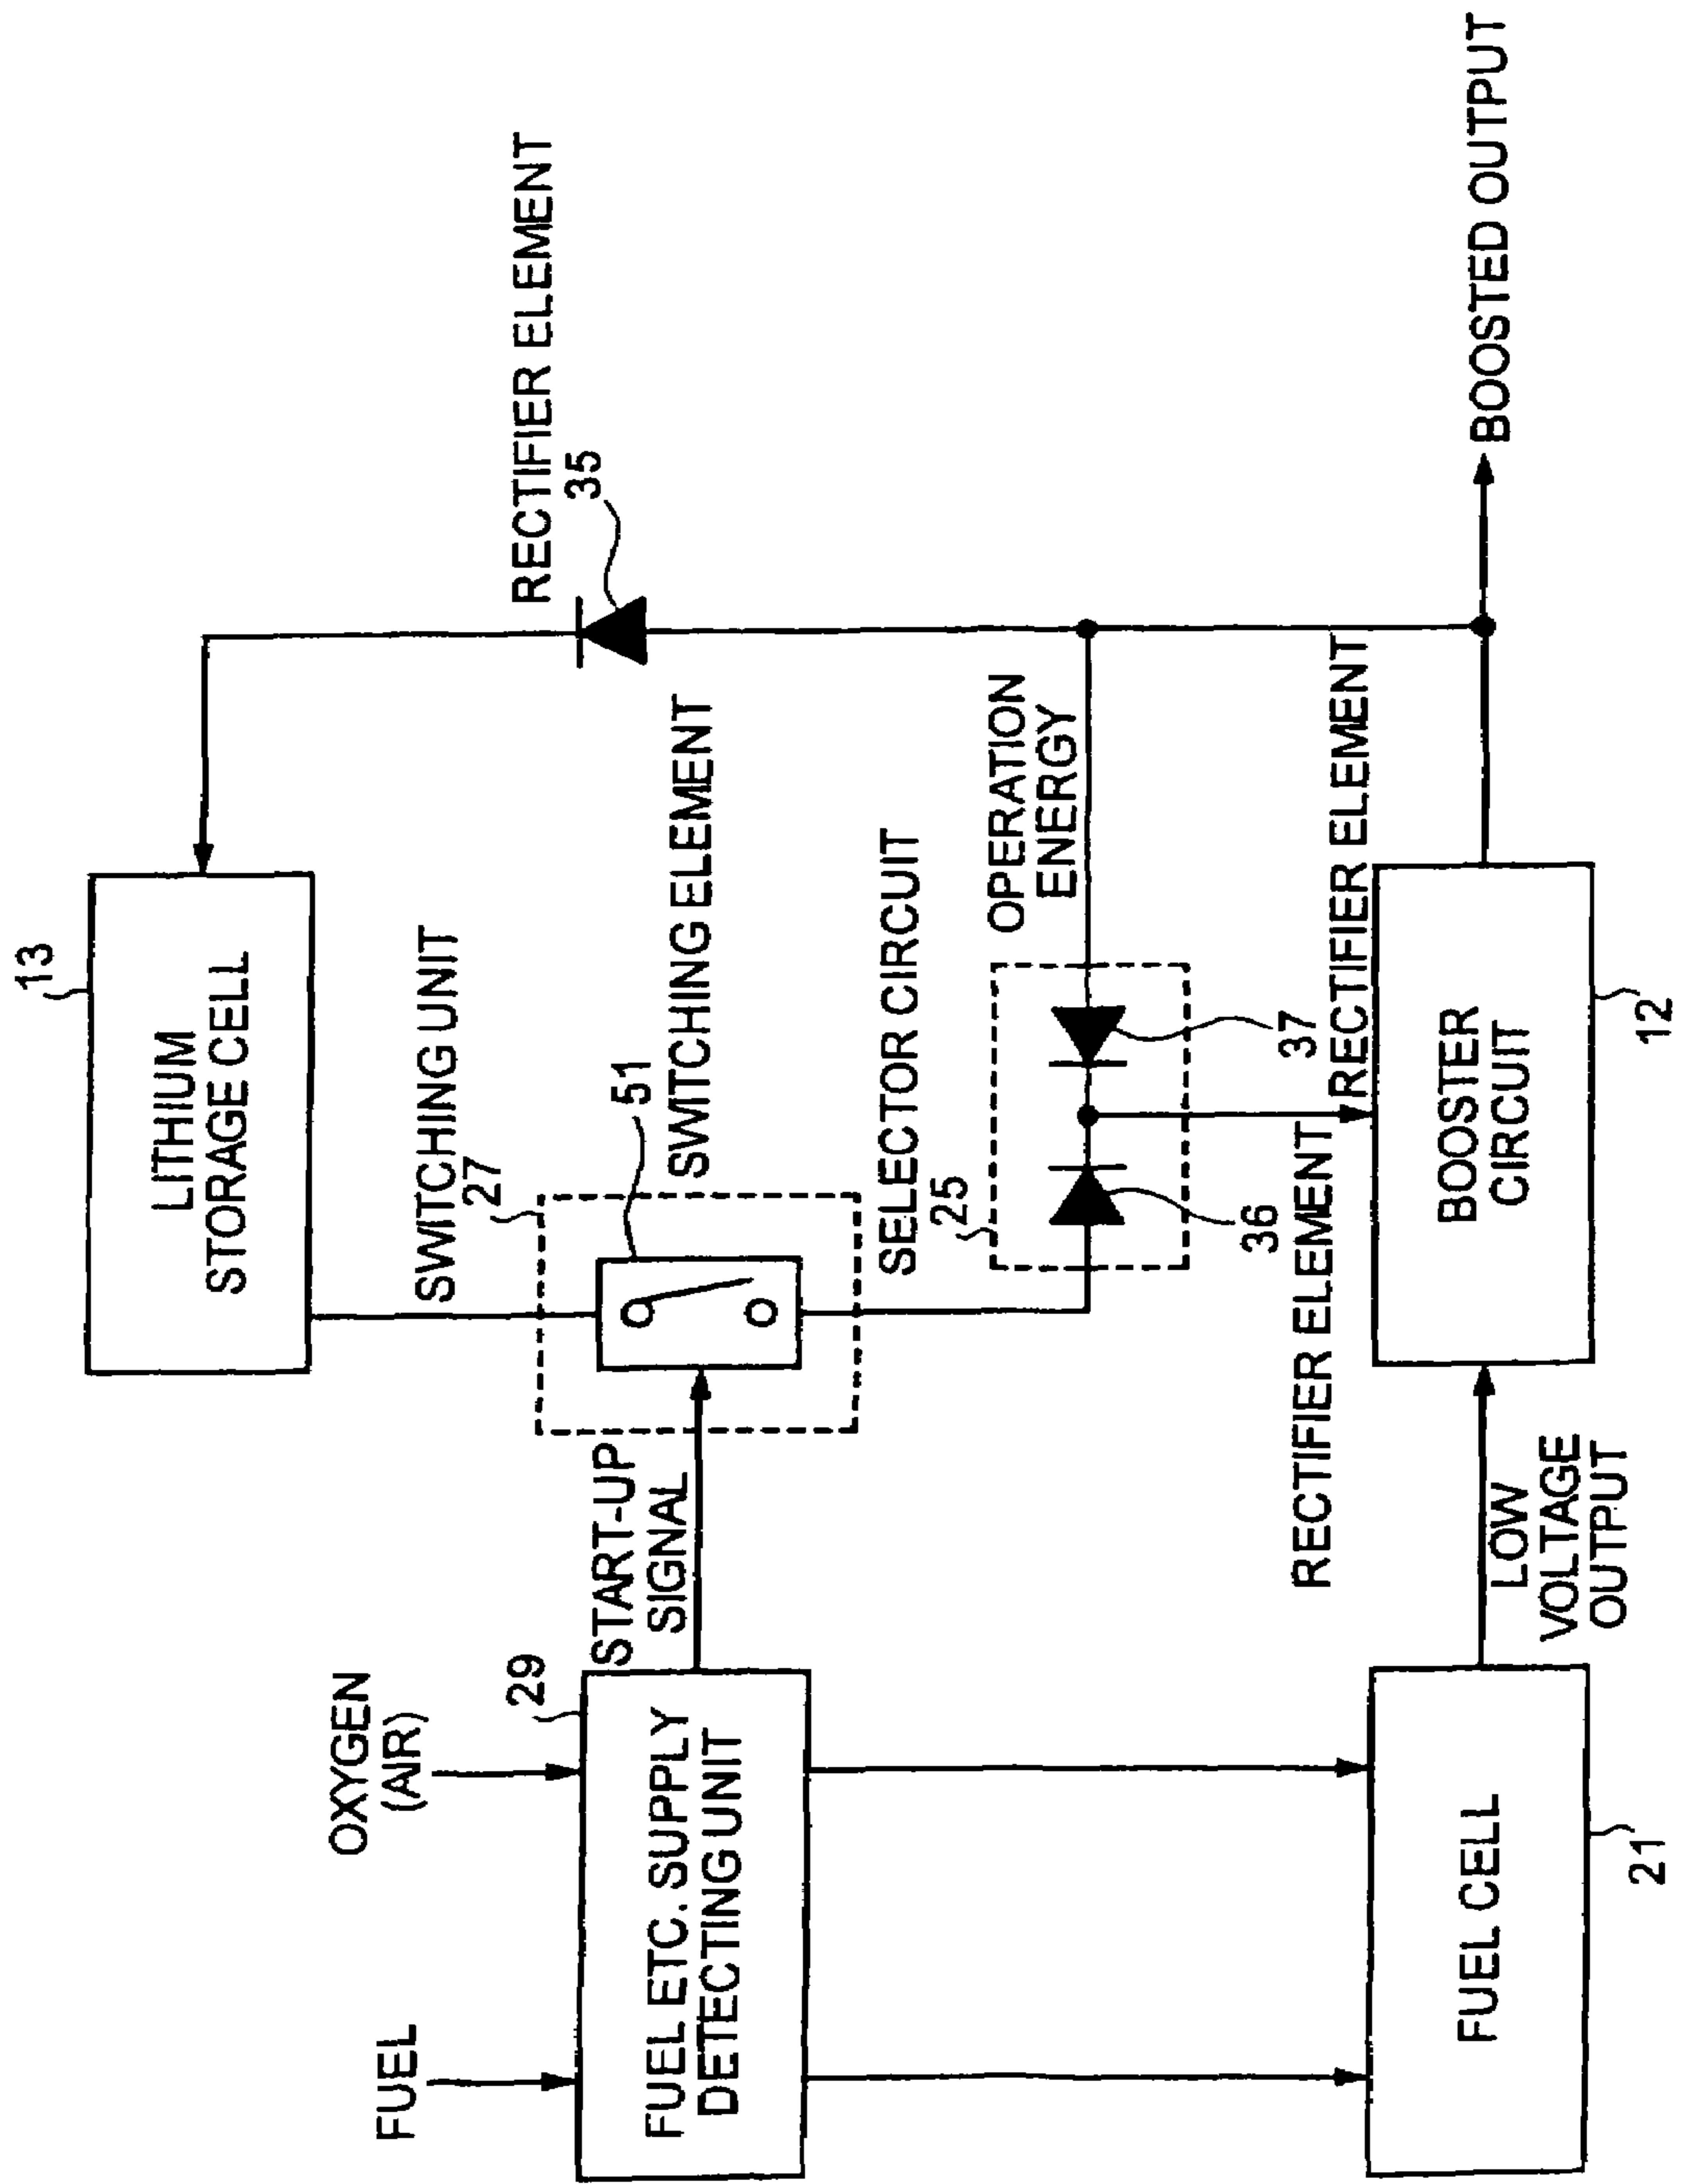 13
LITHIUM
STORAGE CELL
RECTIFIER ELEMENT
35
SWITCHING UNIT
27
51
SWITCHING ELEMENT
OXYGEN
(AIR)
FUEL
29
START-UP
SIGNAL
FUEL ETC. SUPPLY
DETECTING UNIT
SELECTOR CIRCUIT
25
OPERATION
ENERGY
36
37
RECTIFIER ELEMENT
RECTIFIER ELEMENT
FUEL CELL
21
LOW
VOLTAGE
OUTPUT
BOOSTER
CIRCUIT
12
BOOSTED OUTPUT